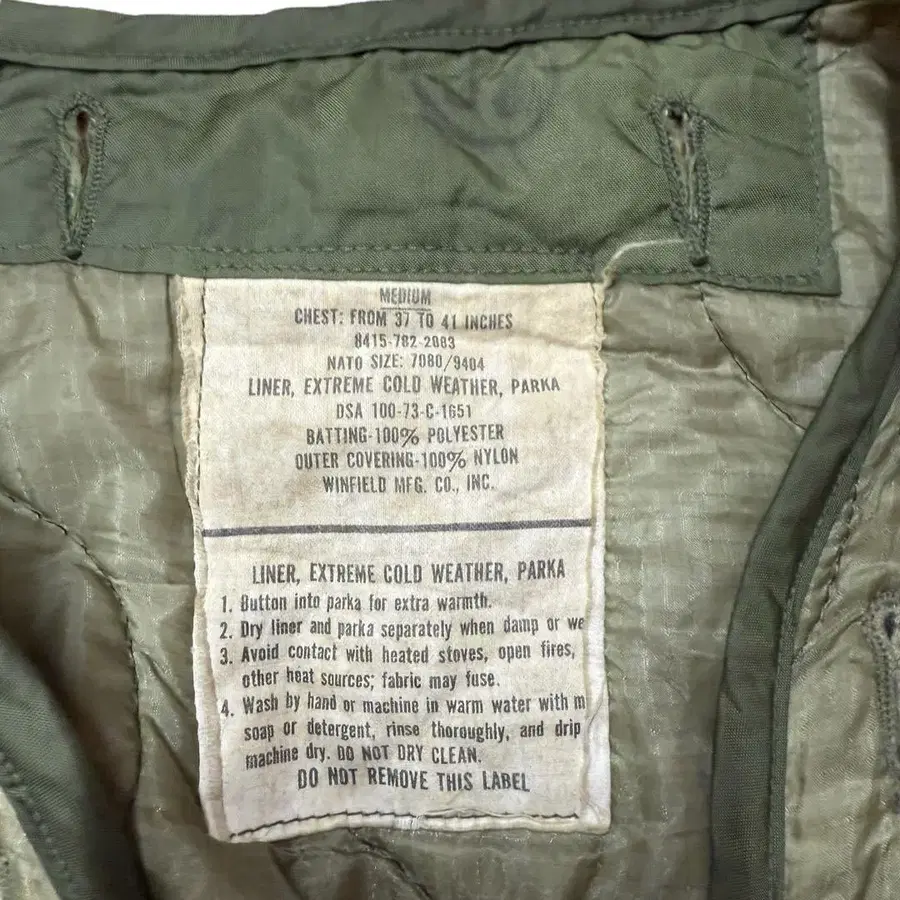 MEDIUM
CHEST: FROM 37 TO 41 INCHES
8415-782-2083
NATO SIZE: 7080/9404
LINER, EXTREME COLD WEATHER, PARKA
DSA 100-73-C-1651
BATTING-100% POLYESTER
OUTER COVERING-100% NYLON
WINFIELD MFG. CO., INC.
LINER, EXTREME COLD WEATHER, PARKA
1. Button into parka for extra warmth.
2. Dry liner and parka separately when damp or we
3. Avoid contact with heated stoves, open fires,
other heat sources; fabric may fuse.
4. Wash by hand or machine in warm water with m
soap or detergent, rinse thoroughly, and drip
machine dry. DO NOT DRY CLEAN.
DO NOT REMOVE THIS LABEL